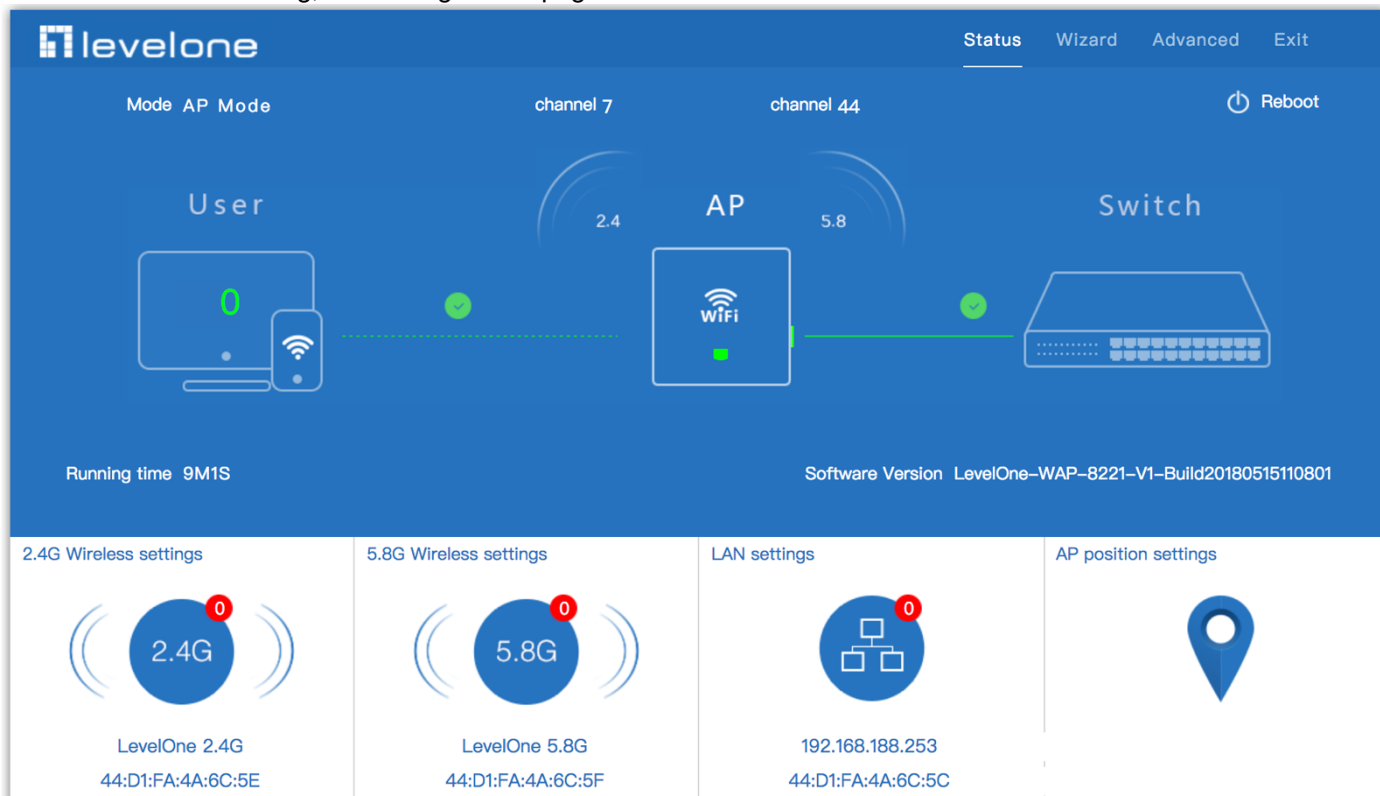 levelone
Status Wizard Advanced Exit
Mode AP Mode channel 7 channel 44 Reboot
User 2.4 AP 5.8 Switch
0
WiFi
Running time 9M1S Software Version LevelOne-WAP-8221-V1-Build20180515110801
2.4G Wireless settings 5.8G Wireless settings LAN settings AP position settings
0 0 0
2.4G 5.8G
LevelOne 2.4G LevelOne 5.8G 192.168.188.253
44:D1:FA:4A:6C:5E 44:D1:FA:4A:6C:5F 44:D1:FA:4A:6C:5C